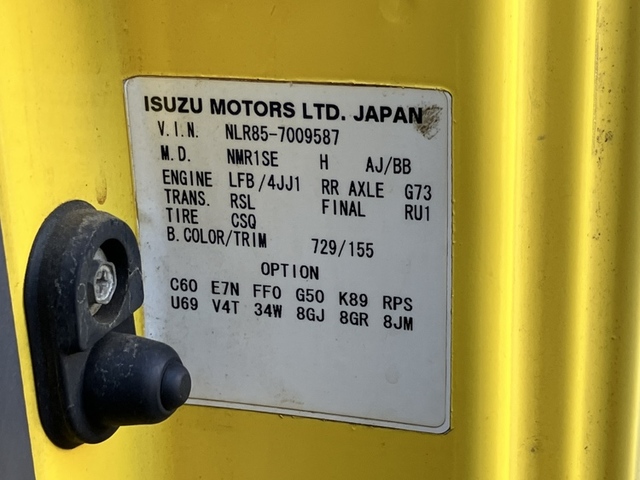 ISUZU MOTORS LTD. JAPAN
V.I.N. NLR85-7009587
M.D. NMR1SE H AJ/BB
ENGINE LFB/4JJ1 RR AXLE G73
TRANS. RSL FINAL RU1
TIRE CSQ
B.COLOR/TRIM 729/155
OPTION
C60 E7N FF0 G50 K89 RPS
U69 V4T 34W 8GJ 8GR 8JM